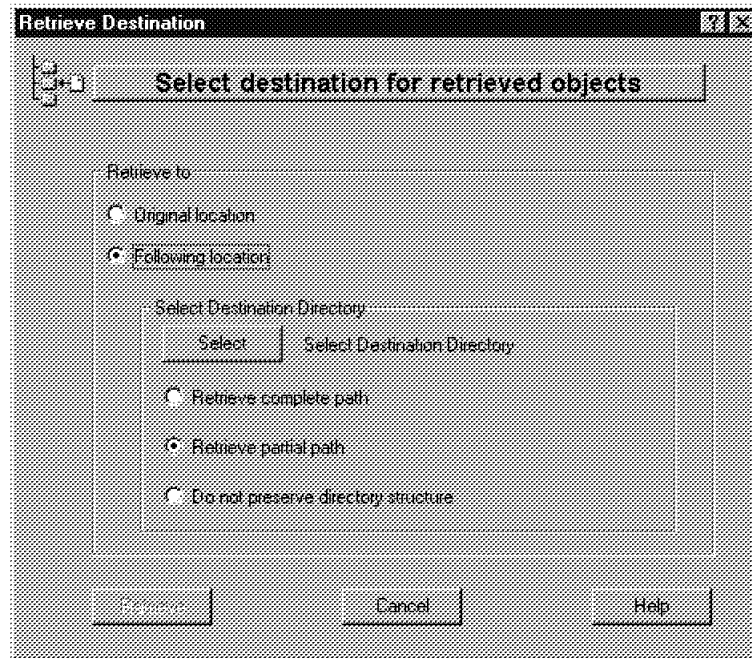 Retrieve Destination
Select destination for retrieved objects
Retrieve to
Original location
Following location
Select Destination Directory
Select
Select Destination Directory
Retrieve complete path
Retrieve partial path
Do not preserve directory structure
Retrieve
Cancel
Help